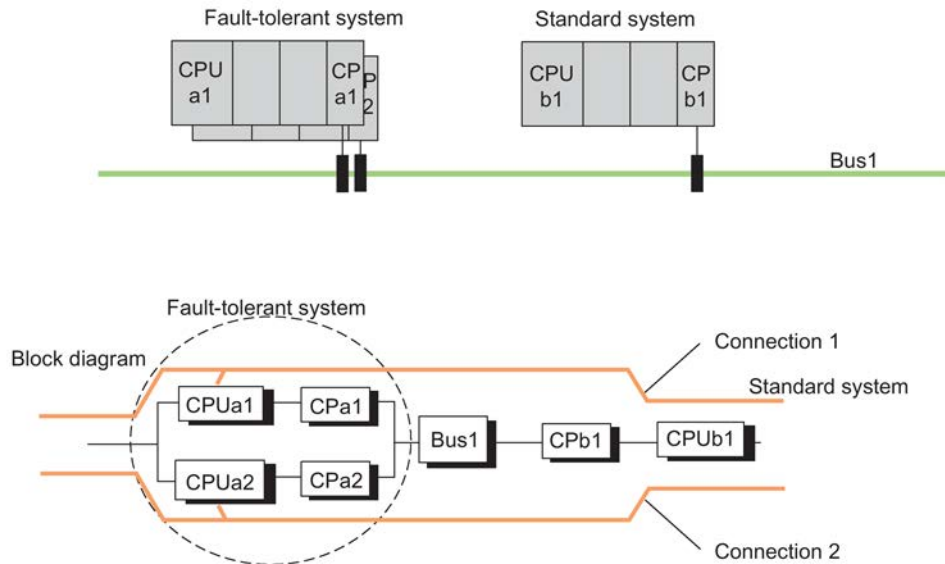 Fault-tolerant system
Standard system
CPU
a1
CP
a1
P
2
CPU
b1
CP
b1
Bus1
Fault-tolerant system
Block diagram
Connection 1
Standard system
CPUa1
CPa1
Bus1
CPb1
CPUb1
CPUa2
CPa2
Connection 2